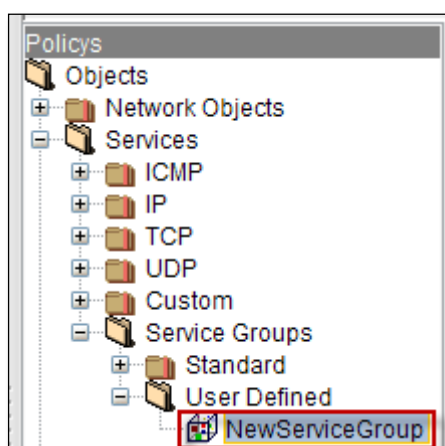 Policys
Objects
Network Objects
Services
ICMP
IP
TCP
UDP
Custom
Service Groups
Standard
User Defined
NewServiceGroup